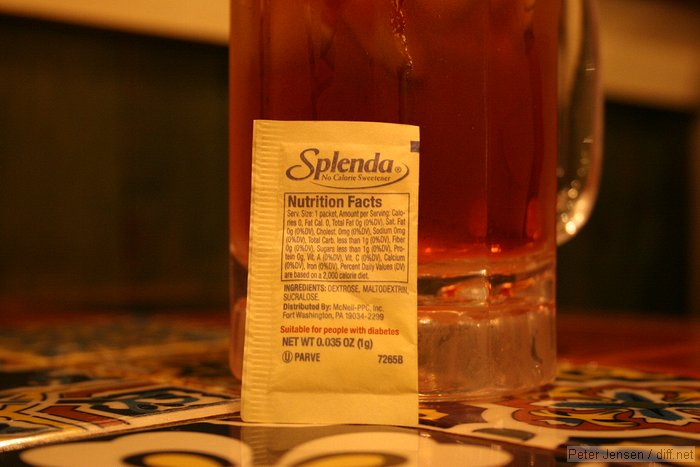 Splenda®
No Calorie Sweetener
Nutrition Facts
Serv. Size: 1 packet, Amount per Serving: Calo-
ries 0, Fat Cal. 0, Total Fat 0g (0%DV), Sat. Fat
0g (0%DV), Cholest. 0mg (0%DV), Sodium 0mg
(0%DV), Total Carb. less than 1g (0%DV), Fiber
0g (0%DV), Sugars less than 1g (0%DV), Pro-
tein 0g, Vit. A (0%DV), Vit. C (0%DV), Calcium
(0%DV), Iron (0%DV), Percent Daily Values (DV)
are based on a 2,000 calorie diet.
INGREDIENTS: DEXTROSE, MALTODEXTRIN,
SUCRALOSE.
Distributed By: McNeil-PPC, Inc.
Fort Washington, PA 19034-2299
Suitable for people with diabetes
NET WT 0.035 OZ (1g)
Ⓤ PARVE 7265B
Peter Jensen / diff.net